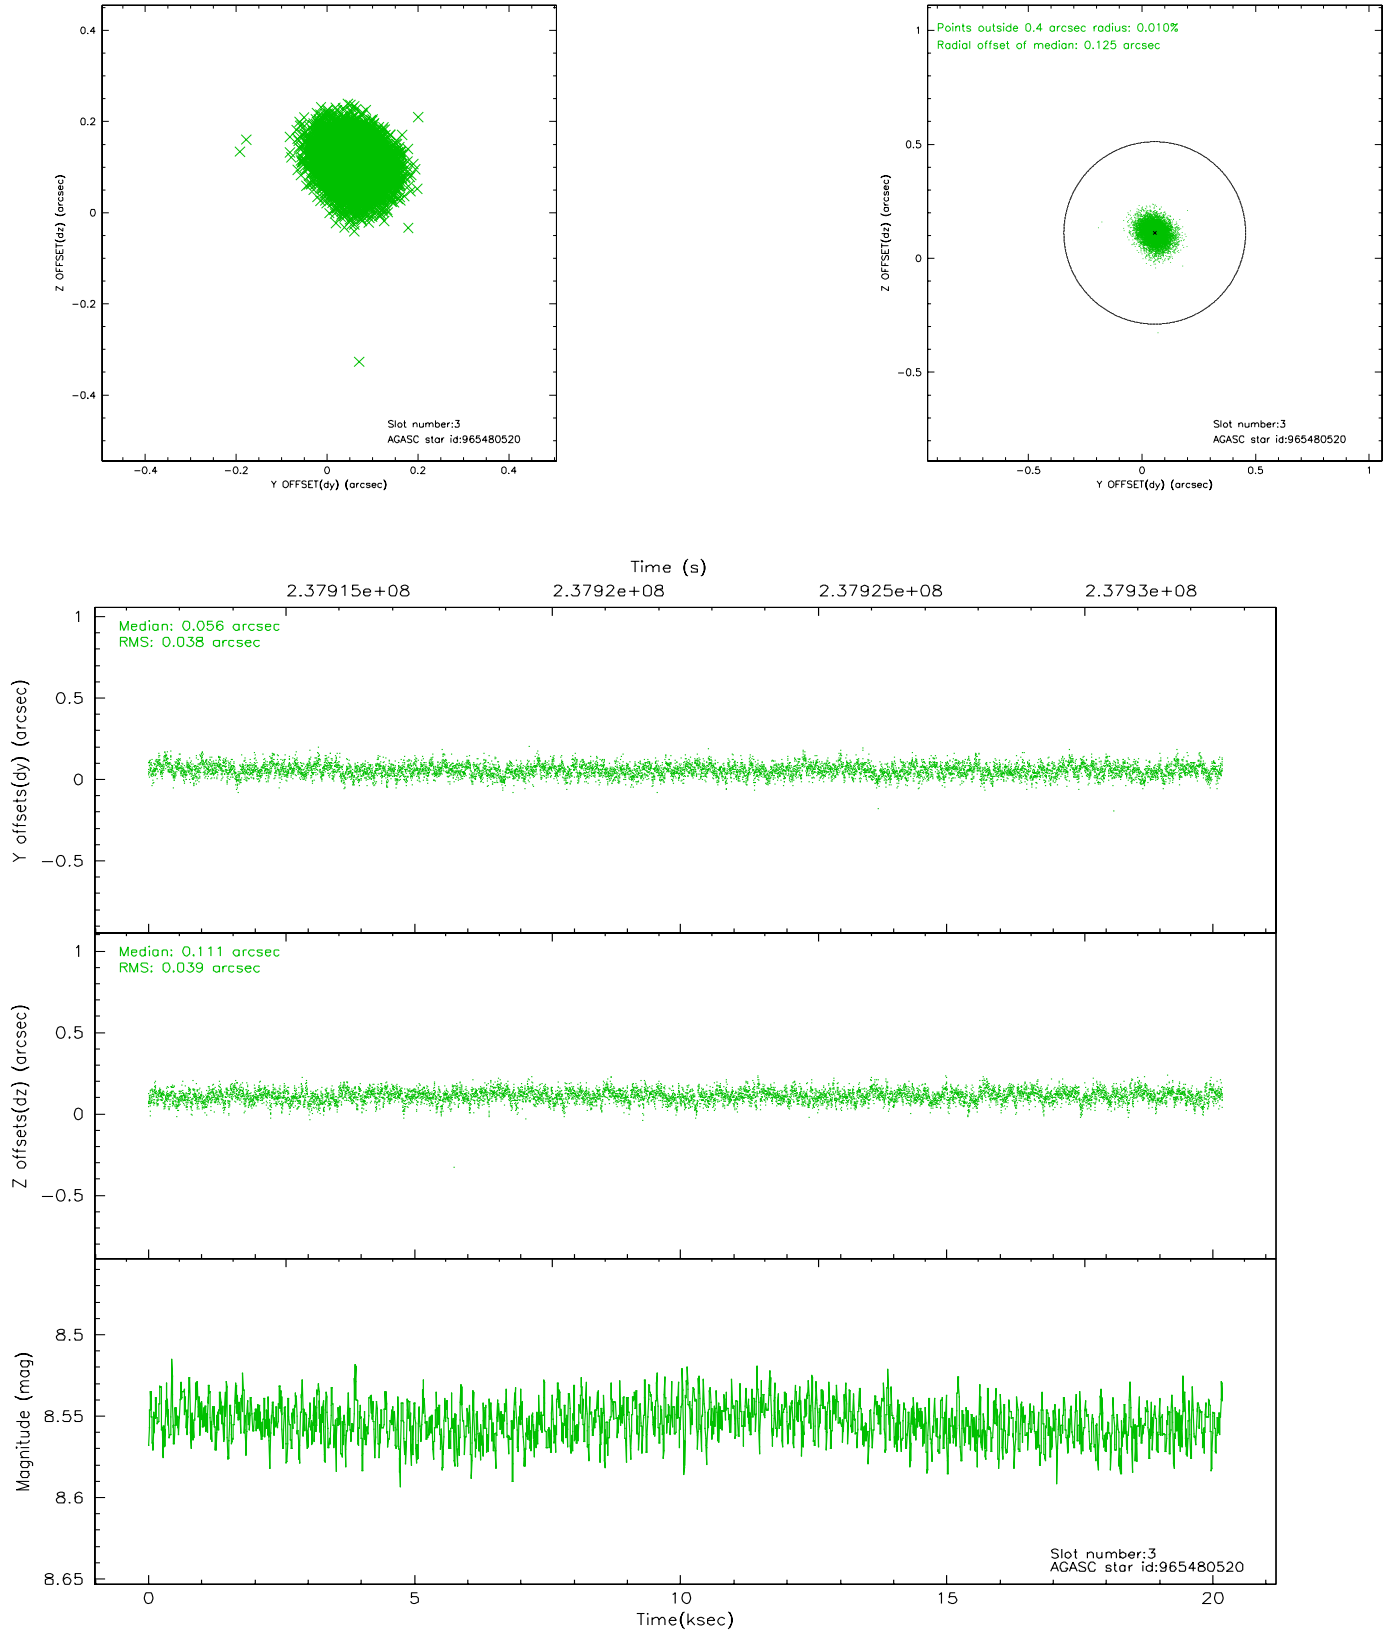 0.4
0.2
0
−0.2
−0.4
Z OFFSET(dz) (arcsec)
−0.4 −0.2 0 0.2 0.4
Y OFFSET(dy) (arcsec)
Slot number:3
AGASC star id:965480520
Points outside 0.4 arcsec radius: 0.010%
Radial offset of median: 0.125 arcsec
1
0.5
0
−0.5
Z OFFSET(dz) (arcsec)
−0.5 0 0.5 1
Y OFFSET(dy) (arcsec)
Slot number:3
AGASC star id:965480520
Time (s)
2.37915e+08 2.3792e+08 2.37925e+08 2.3793e+08
Median: 0.056 arcsec
RMS: 0.038 arcsec
1
0.5
0
−0.5
Y offsets(dy) (arcsec)
Median: 0.111 arcsec
RMS: 0.039 arcsec
1
0.5
0
−0.5
Z offsets(dz) (arcsec)
8.5
8.55
8.6
8.65
Magnitude (mag)
Slot number:3
AGASC star id:965480520
0 5 10 15 20
Time(ksec)